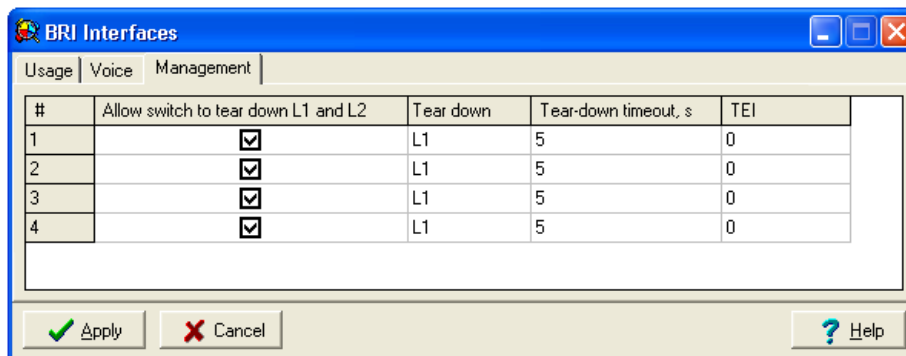 BRI Interfaces
Usage Voice Management
# Allow switch to tear down L1 and L2 Tear down Tear-down timeout, s TEI
1 L1 5 0
2 L1 5 0
3 L1 5 0
4 L1 5 0
Apply Cancel Help